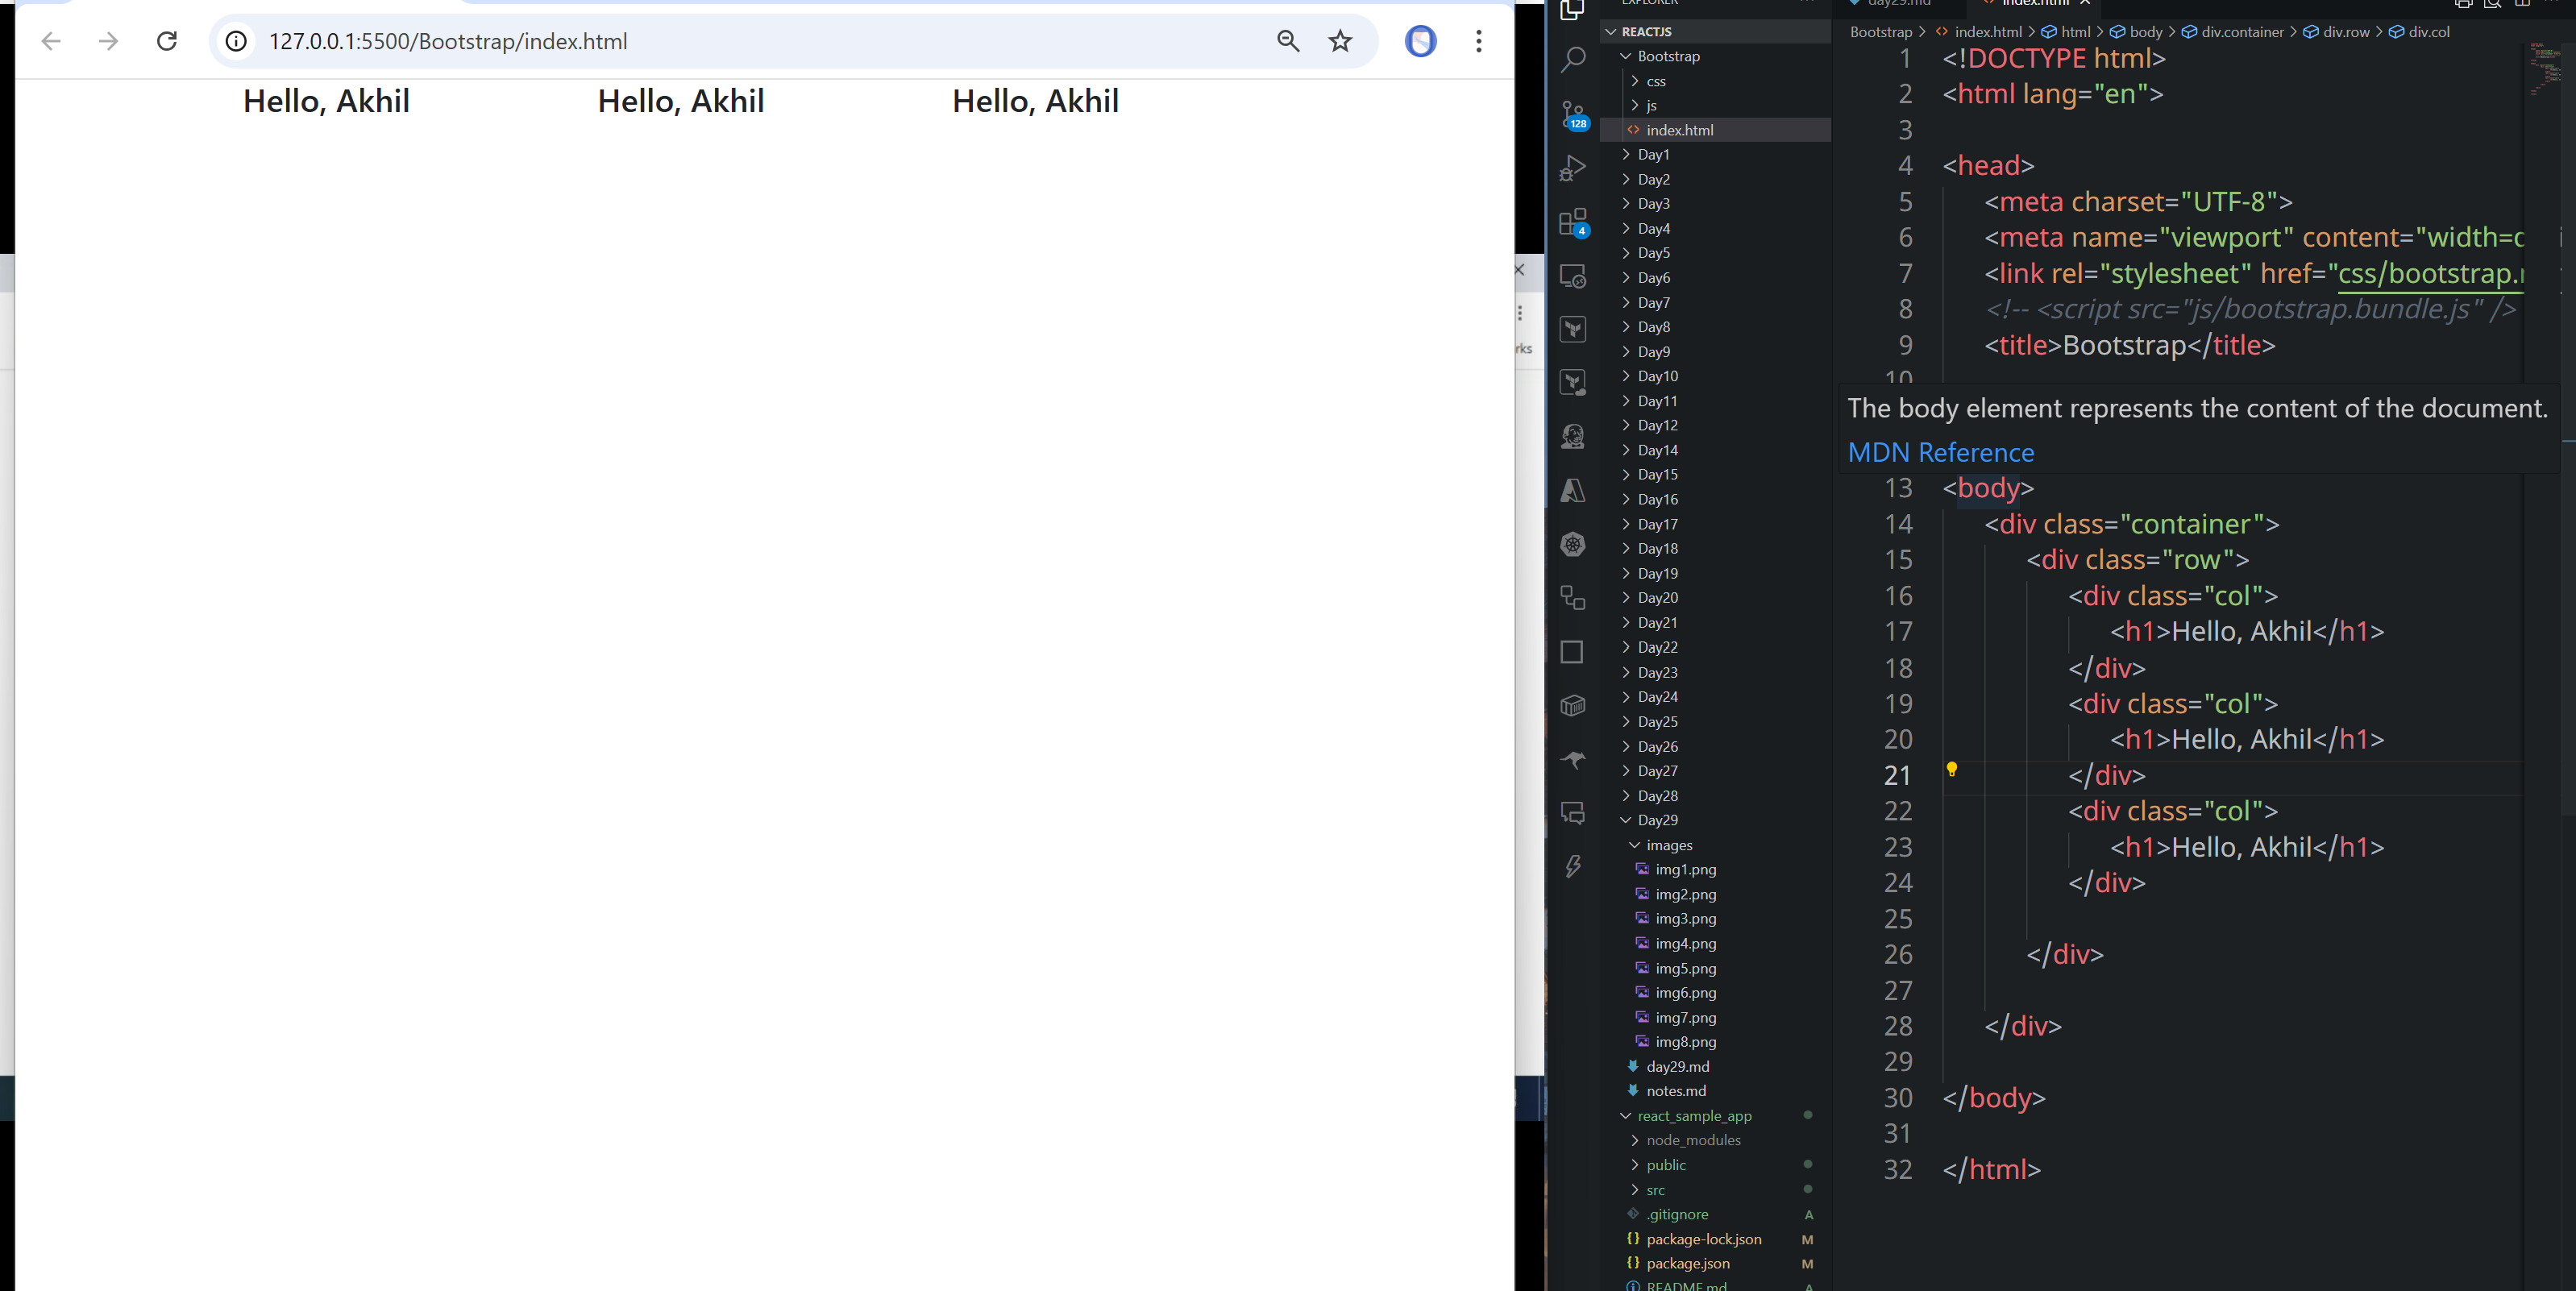 127.0.0.1:5500/Bootstrap/index.html
Hello, Akhil Hello, Akhil Hello, Akhil
rks
EXPLORER
REACTJS
Bootstrap
css
js
index.html
Day1
Day2
Day3
Day4
Day5
Day6
Day7
Day8
Day9
Day10
Day11
Day12
Day14
Day15
Day16
Day17
Day18
Day19
Day20
Day21
Day22
Day23
Day24
Day25
Day26
Day27
Day28
Day29
images
img1.png
img2.png
img3.png
img4.png
img5.png
img6.png
img7.png
img8.png
day29.md
notes.md
react_sample_app
node_modules
public
src
.gitignore A
package-lock.json M
package.json M
README.md A
128
4
day29.md index.html
Bootstrap > index.html > html > body > div.container > div.row > div.col
1 <!DOCTYPE html>
2 <html lang="en">
3
4 <head>
5 <meta charset="UTF-8">
6 <meta name="viewport" content="width=d
7 <link rel="stylesheet" href="css/bootstrap.
8 <!-- <script src="js/bootstrap.bundle.js" />
9 <title>Bootstrap</title>
10
The body element represents the content of the document.
MDN Reference
13 <body>
14 <div class="container">
15 <div class="row">
16 <div class="col">
17 <h1>Hello, Akhil</h1>
18 </div>
19 <div class="col">
20 <h1>Hello, Akhil</h1>
21 </div>
22 <div class="col">
23 <h1>Hello, Akhil</h1>
24 </div>
25
26 </div>
27
28 </div>
29
30 </body>
31
32 </html>